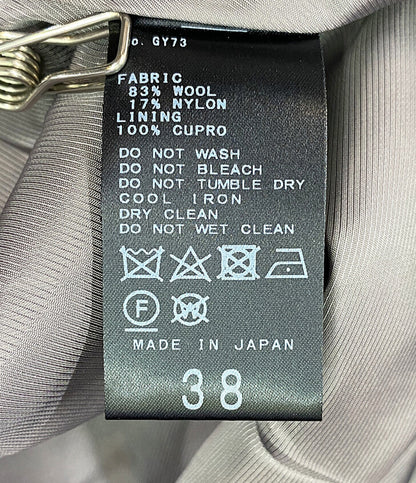 No. GY73
FABRIC
83% WOOL
17% NYLON
LINING
100% CUPRO
DO NOT WASH
DO NOT BLEACH
DO NOT TUMBLE DRY
COOL IRON
DRY CLEAN
DO NOT WET CLEAN
F W
MADE IN JAPAN
38